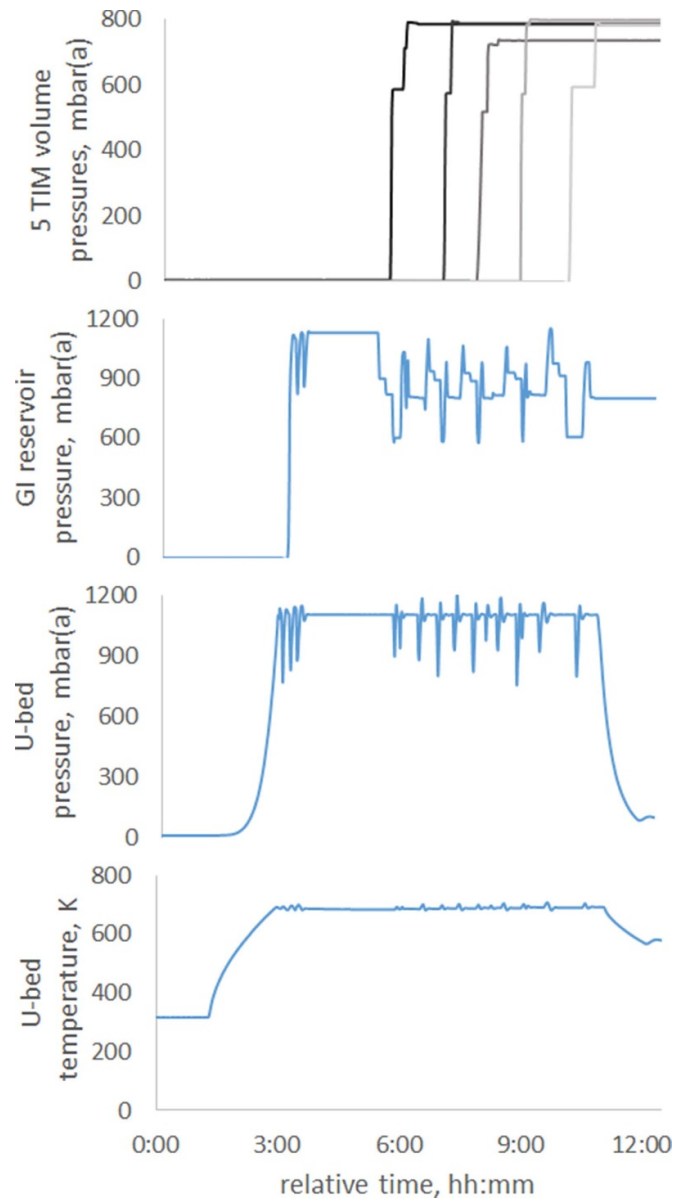 5 TIM volume
pressures, mbar(a)
800
600
400
200
0
GI reservoir
pressure, mbar(a)
1200
900
600
300
0
U-bed
pressure, mbar(a)
1200
900
600
300
0
U-bed
temperature, K
800
600
400
200
0
0:00 3:00 6:00 9:00 12:00
relative time, hh:mm